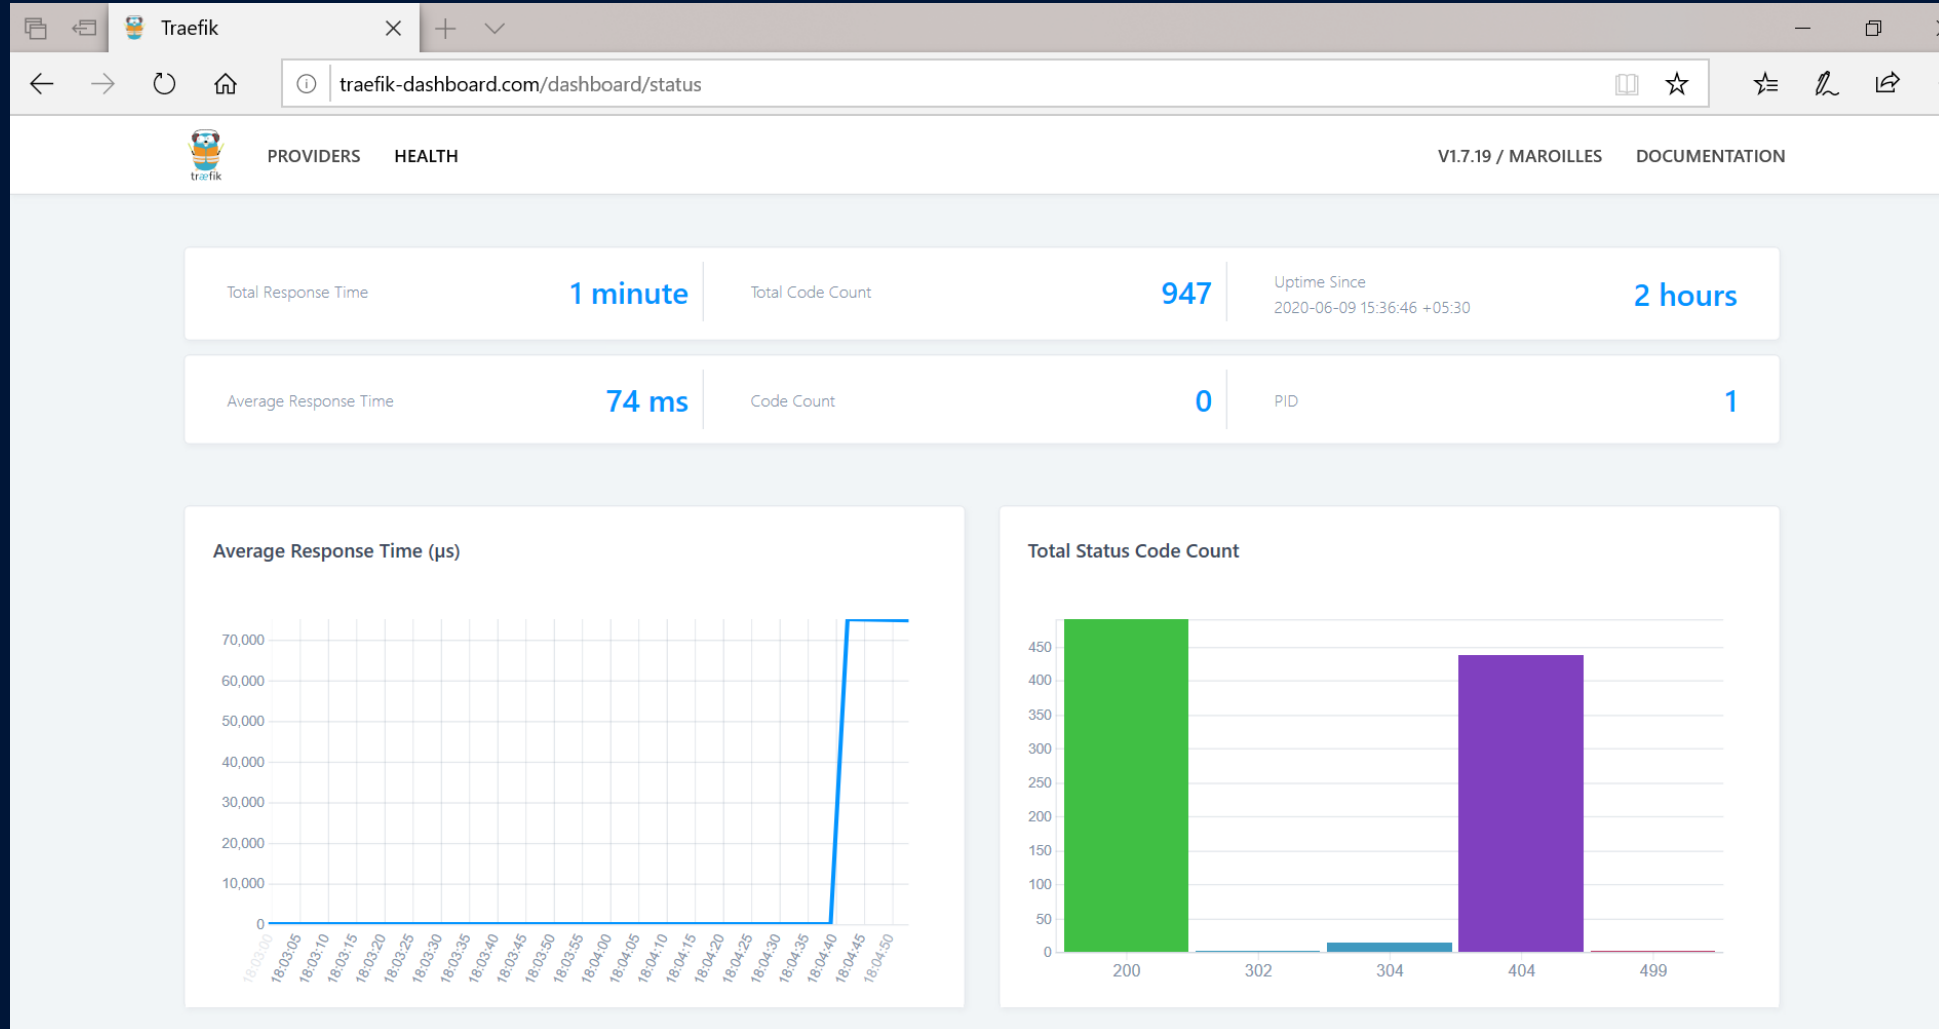 Traefik
traefik-dashboard.com/dashboard/status
træfik
PROVIDERS
HEALTH
V1.7.19 / MAROILLES
DOCUMENTATION
Total Response Time
1 minute
Total Code Count
947
Uptime Since
2020-06-09 15:36:46 +05:30
2 hours
Average Response Time
74 ms
Code Count
0
PID
1
Average Response Time (µs)
70,000
60,000
50,000
40,000
30,000
20,000
10,000
0
18:03:00
18:03:05
18:03:10
18:03:15
18:03:20
18:03:25
18:03:30
18:03:35
18:03:40
18:03:45
18:03:50
18:03:55
18:04:00
18:04:05
18:04:10
18:04:15
18:04:20
18:04:25
18:04:30
18:04:35
18:04:40
18:04:45
18:04:50
Total Status Code Count
450
400
350
300
250
200
150
100
50
0
200
302
304
404
499